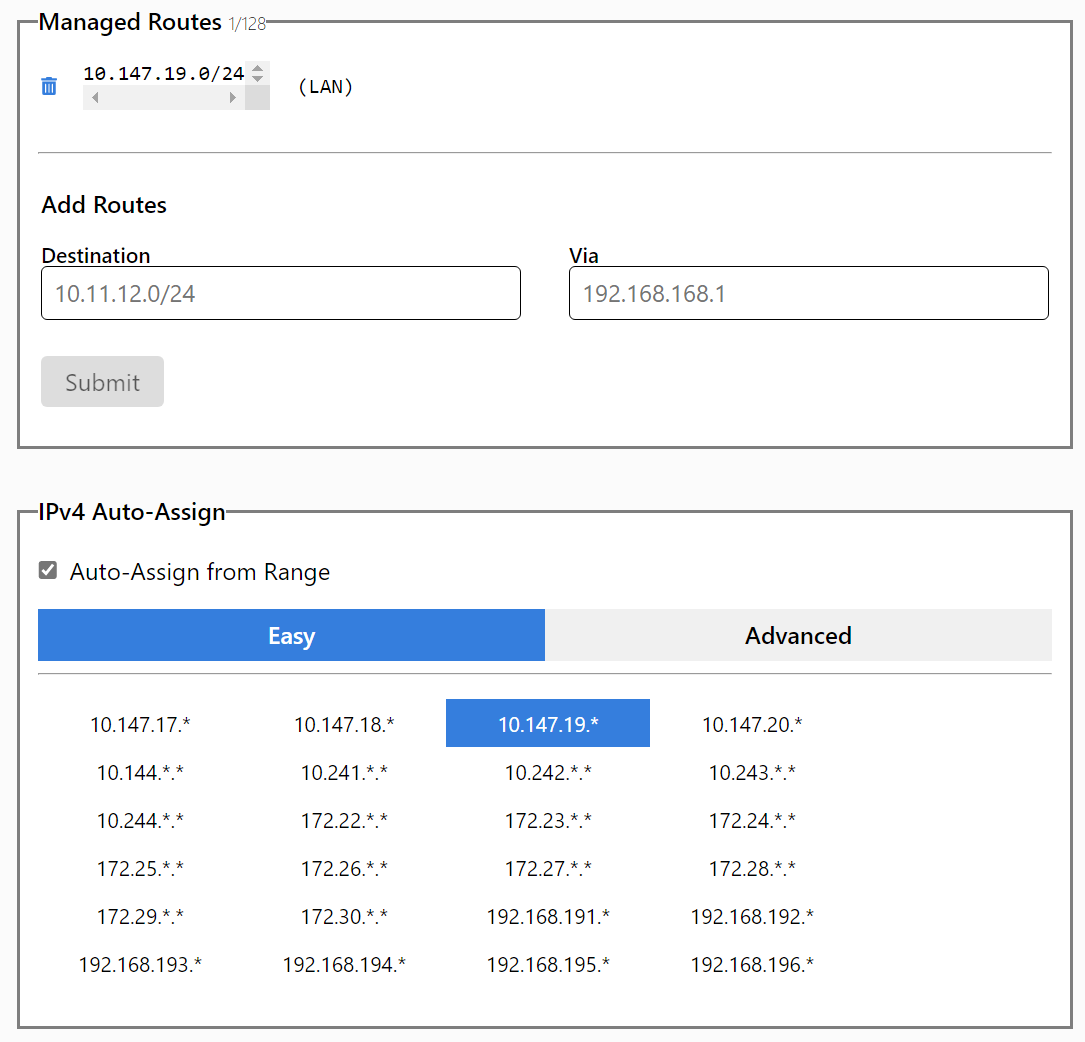 Managed Routes 1/128
10.147.19.0/24 (LAN)
Add Routes
Destination Via
10.11.12.0/24 192.168.168.1
Submit
IPv4 Auto-Assign
Auto-Assign from Range
Easy Advanced
10.147.17.* 10.147.18.* 10.147.19.* 10.147.20.*
10.144.*.* 10.241.*.* 10.242.*.* 10.243.*.*
10.244.*.* 172.22.*.* 172.23.*.* 172.24.*.*
172.25.*.* 172.26.*.* 172.27.*.* 172.28.*.*
172.29.*.* 172.30.*.* 192.168.191.* 192.168.192.*
192.168.193.* 192.168.194.* 192.168.195.* 192.168.196.*